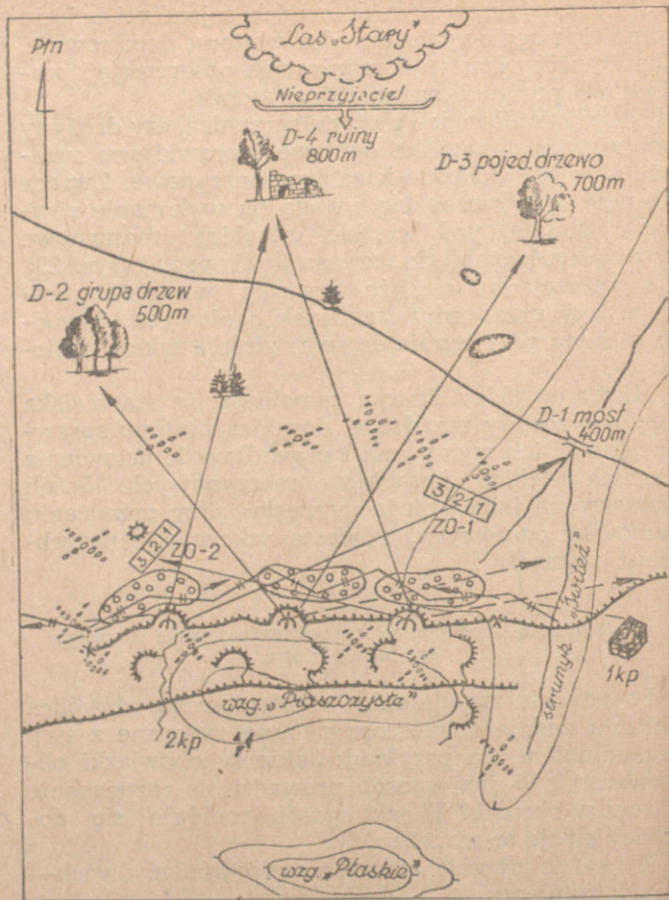 Las „Stary”
Płn
Nieprzyjaciel
D-4 ruiny
800m
D-3 pojed. drzewo
700m
D-2 grupa drzew
500m
D-1 most
400m
3 2 1
ZO-1
3 2 1
ZO-2
strumyk
1kp
wzg. „Piaszczyste”
2kp
wzg. „Płaskie”